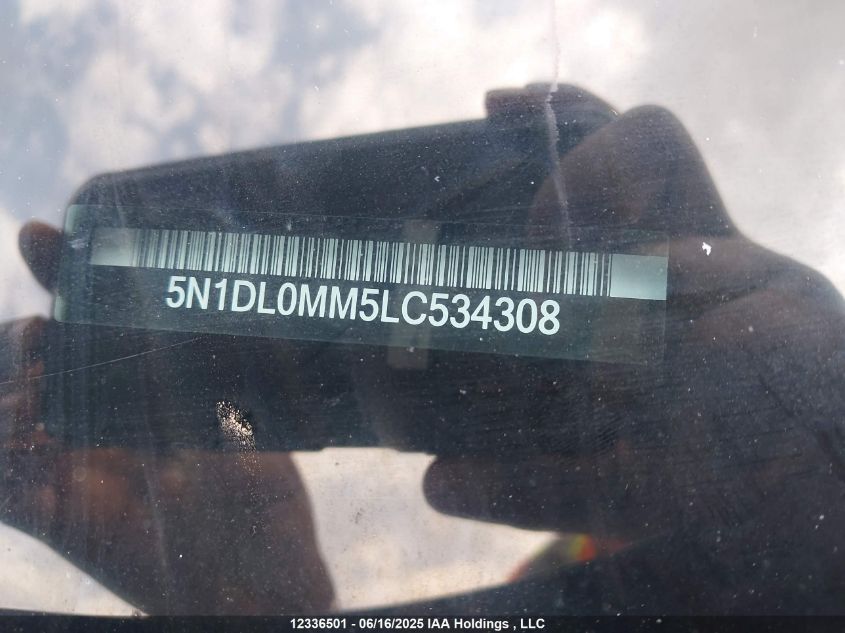 5N1DL0MM5LC534308
12336501 - 06/16/2025 IAA Holdings , LLC